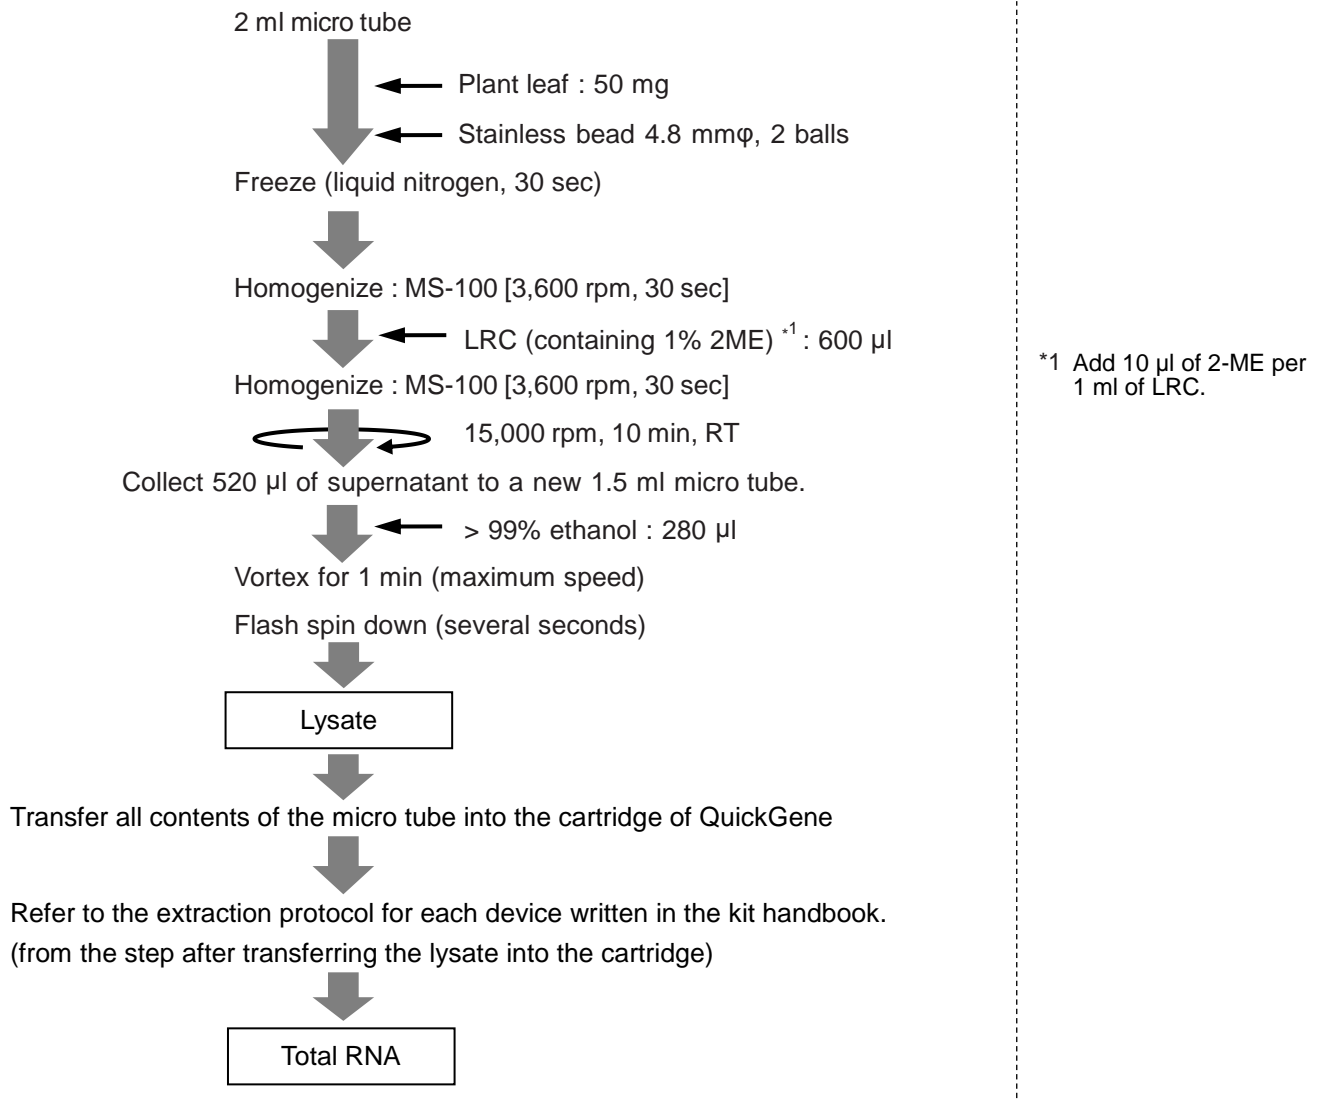 2 ml micro tube
Plant leaf : 50 mg
Stainless bead 4.8 mmφ, 2 balls
Freeze (liquid nitrogen, 30 sec)
Homogenize : MS-100 [3,600 rpm, 30 sec]
LRC (containing 1% 2ME) *1 : 600 μl
Homogenize : MS-100 [3,600 rpm, 30 sec]
15,000 rpm, 10 min, RT
Collect 520 μl of supernatant to a new 1.5 ml micro tube.
> 99% ethanol : 280 μl
Vortex for 1 min (maximum speed)
Flash spin down (several seconds)
Lysate
Transfer all contents of the micro tube into the cartridge of QuickGene
Refer to the extraction protocol for each device written in the kit handbook.
(from the step after transferring the lysate into the cartridge)
Total RNA
*1 Add 10 μl of 2-ME per
1 ml of LRC.